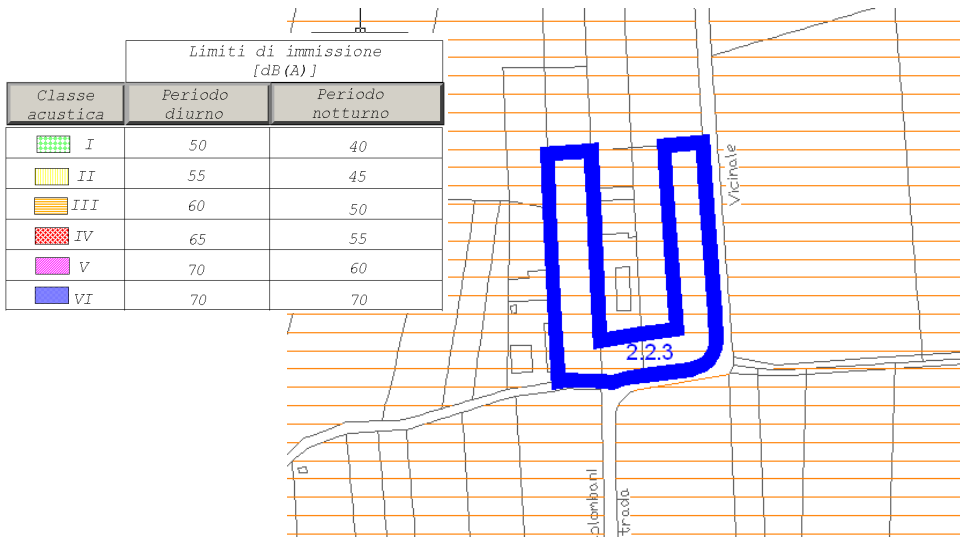 Limiti di immissione
[dB(A)]
Classe acustica Periodo diurno Periodo notturno
I 50 40
II 55 45
III 60 50
IV 65 55
V 70 60
VI 70 70
Vicinale
2.2.3